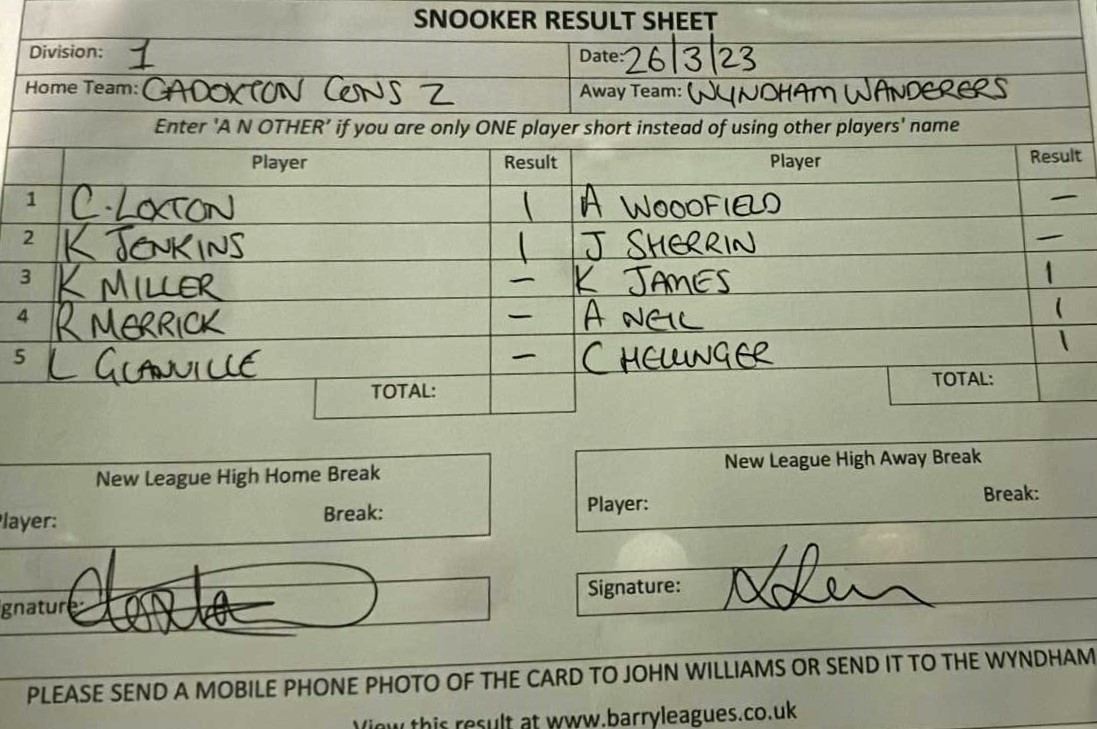 SNOOKER RESULT SHEET
Division: 1 Date: 26/3/23
Home Team: CADOXTON CONS 2 Away Team: WYNDHAM WANDERERS
Enter 'A N OTHER' if you are only ONE player short instead of using other players' name
Player Result Player Result
1 C. LOXTON 1 A WOODFIELD –
2 K JENKINS 1 J SHERRIN –
3 K MILLER – K JAMES 1
4 R MERRICK – A NEIL 1
5 L GLANVILLE – C HELLINGER 1
TOTAL: TOTAL:
New League High Home Break New League High Away Break
Player: Break: Player: Break:
Signature: Signature:
PLEASE SEND A MOBILE PHONE PHOTO OF THE CARD TO JOHN WILLIAMS OR SEND IT TO THE WYNDHAM
View this result at www.barryleagues.co.uk